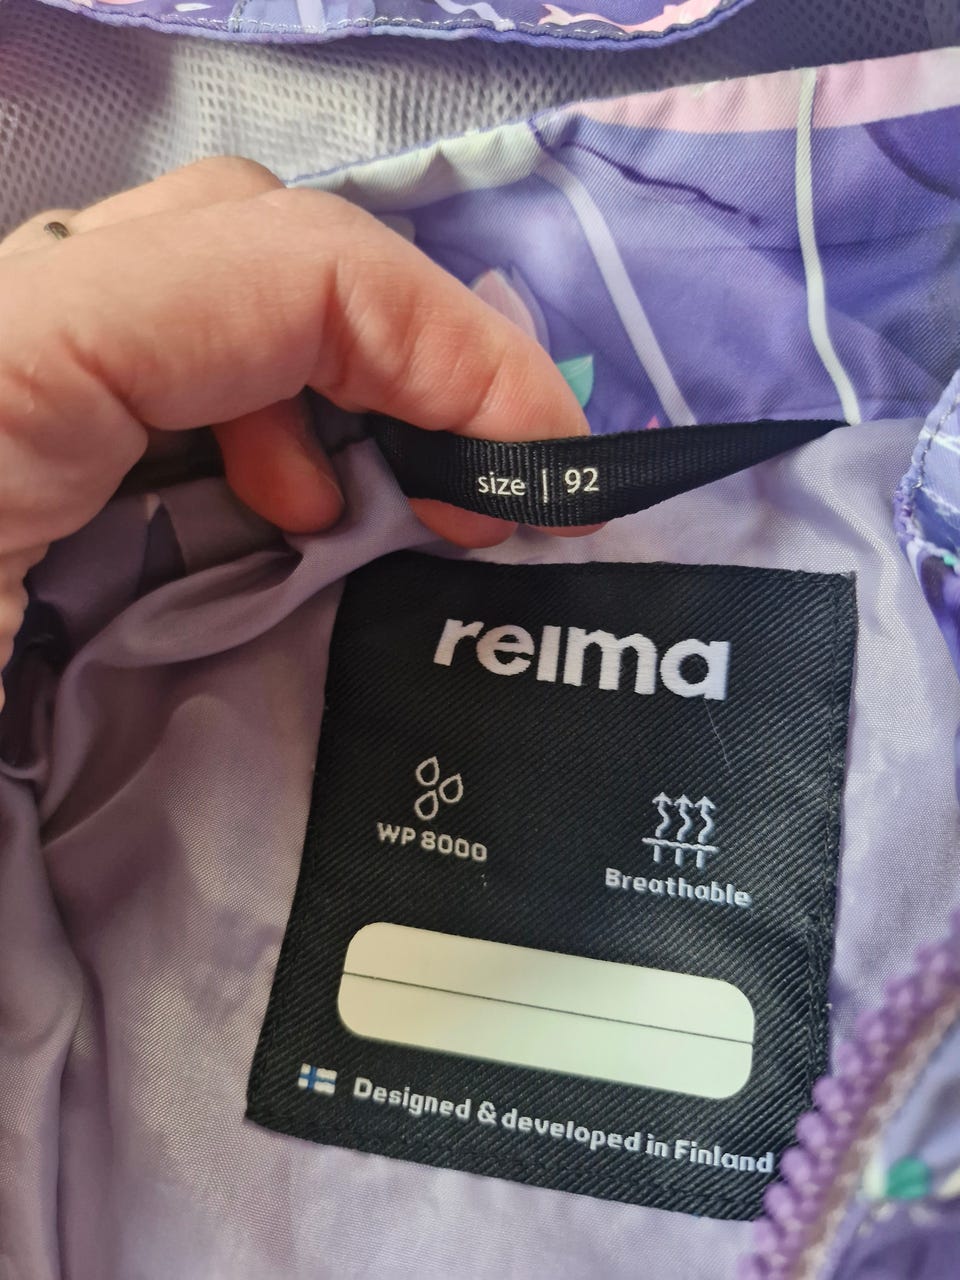 size | 92
reima
WP 8000
Breathable
Designed & developed in Finland